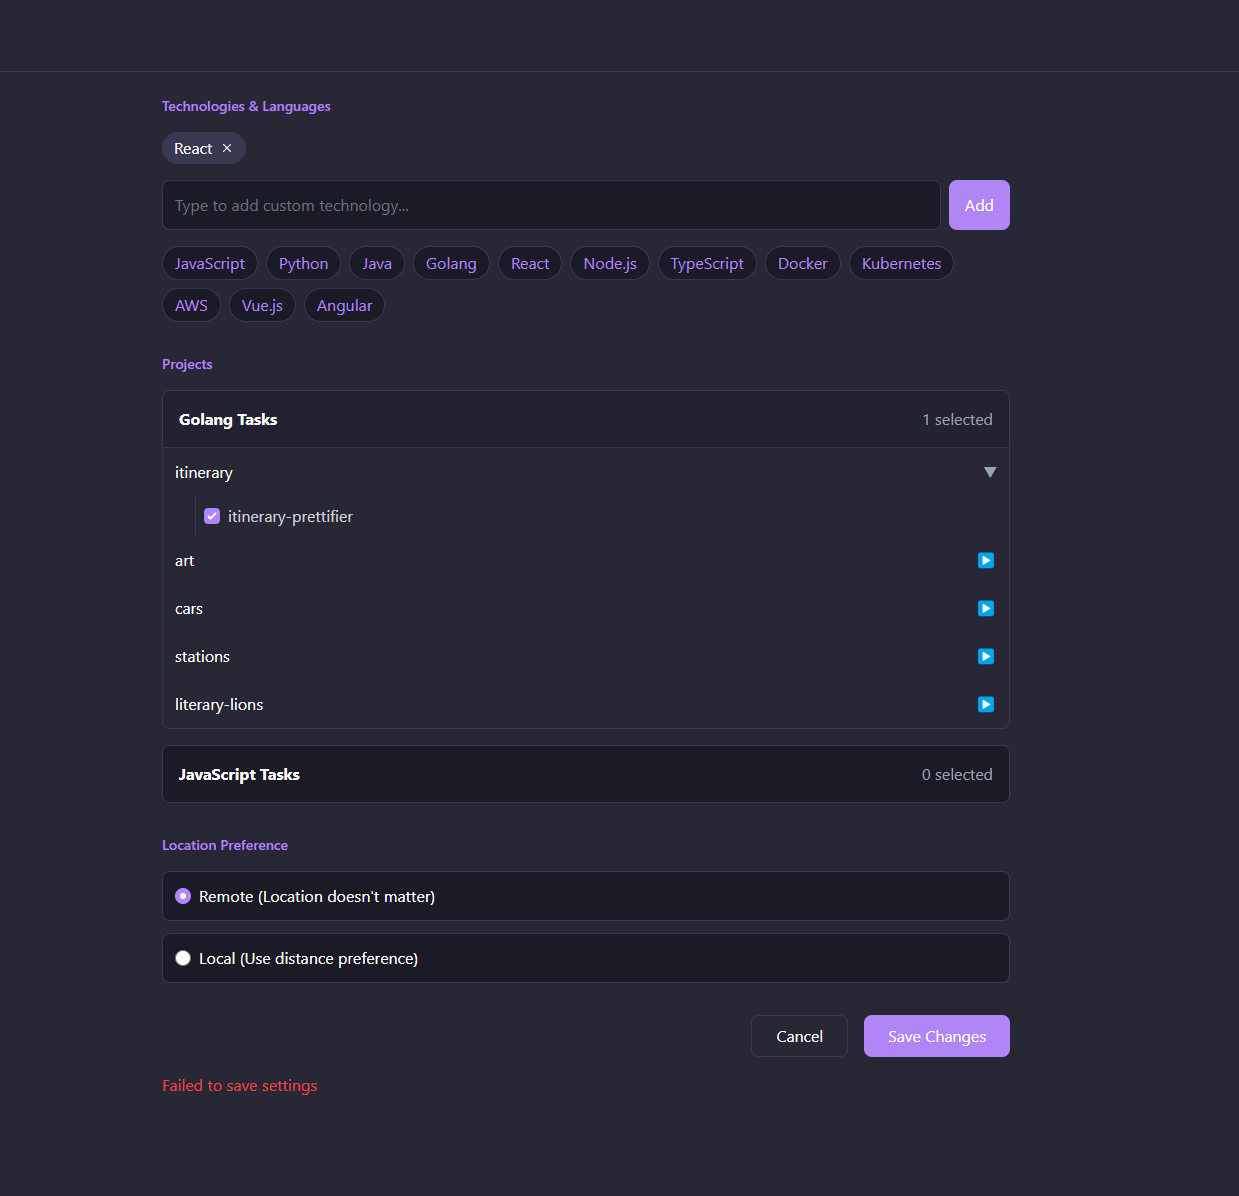 Technologies & Languages
React ×
Type to add custom technology...
Add
JavaScript Python Java Golang React Node.js TypeScript Docker Kubernetes
AWS Vue.js Angular
Projects
Golang Tasks 1 selected
itinerary ▼
itinerary-prettifier
art
cars
stations
literary-lions
JavaScript Tasks 0 selected
Location Preference
Remote (Location doesn't matter)
Local (Use distance preference)
Cancel Save Changes
Failed to save settings